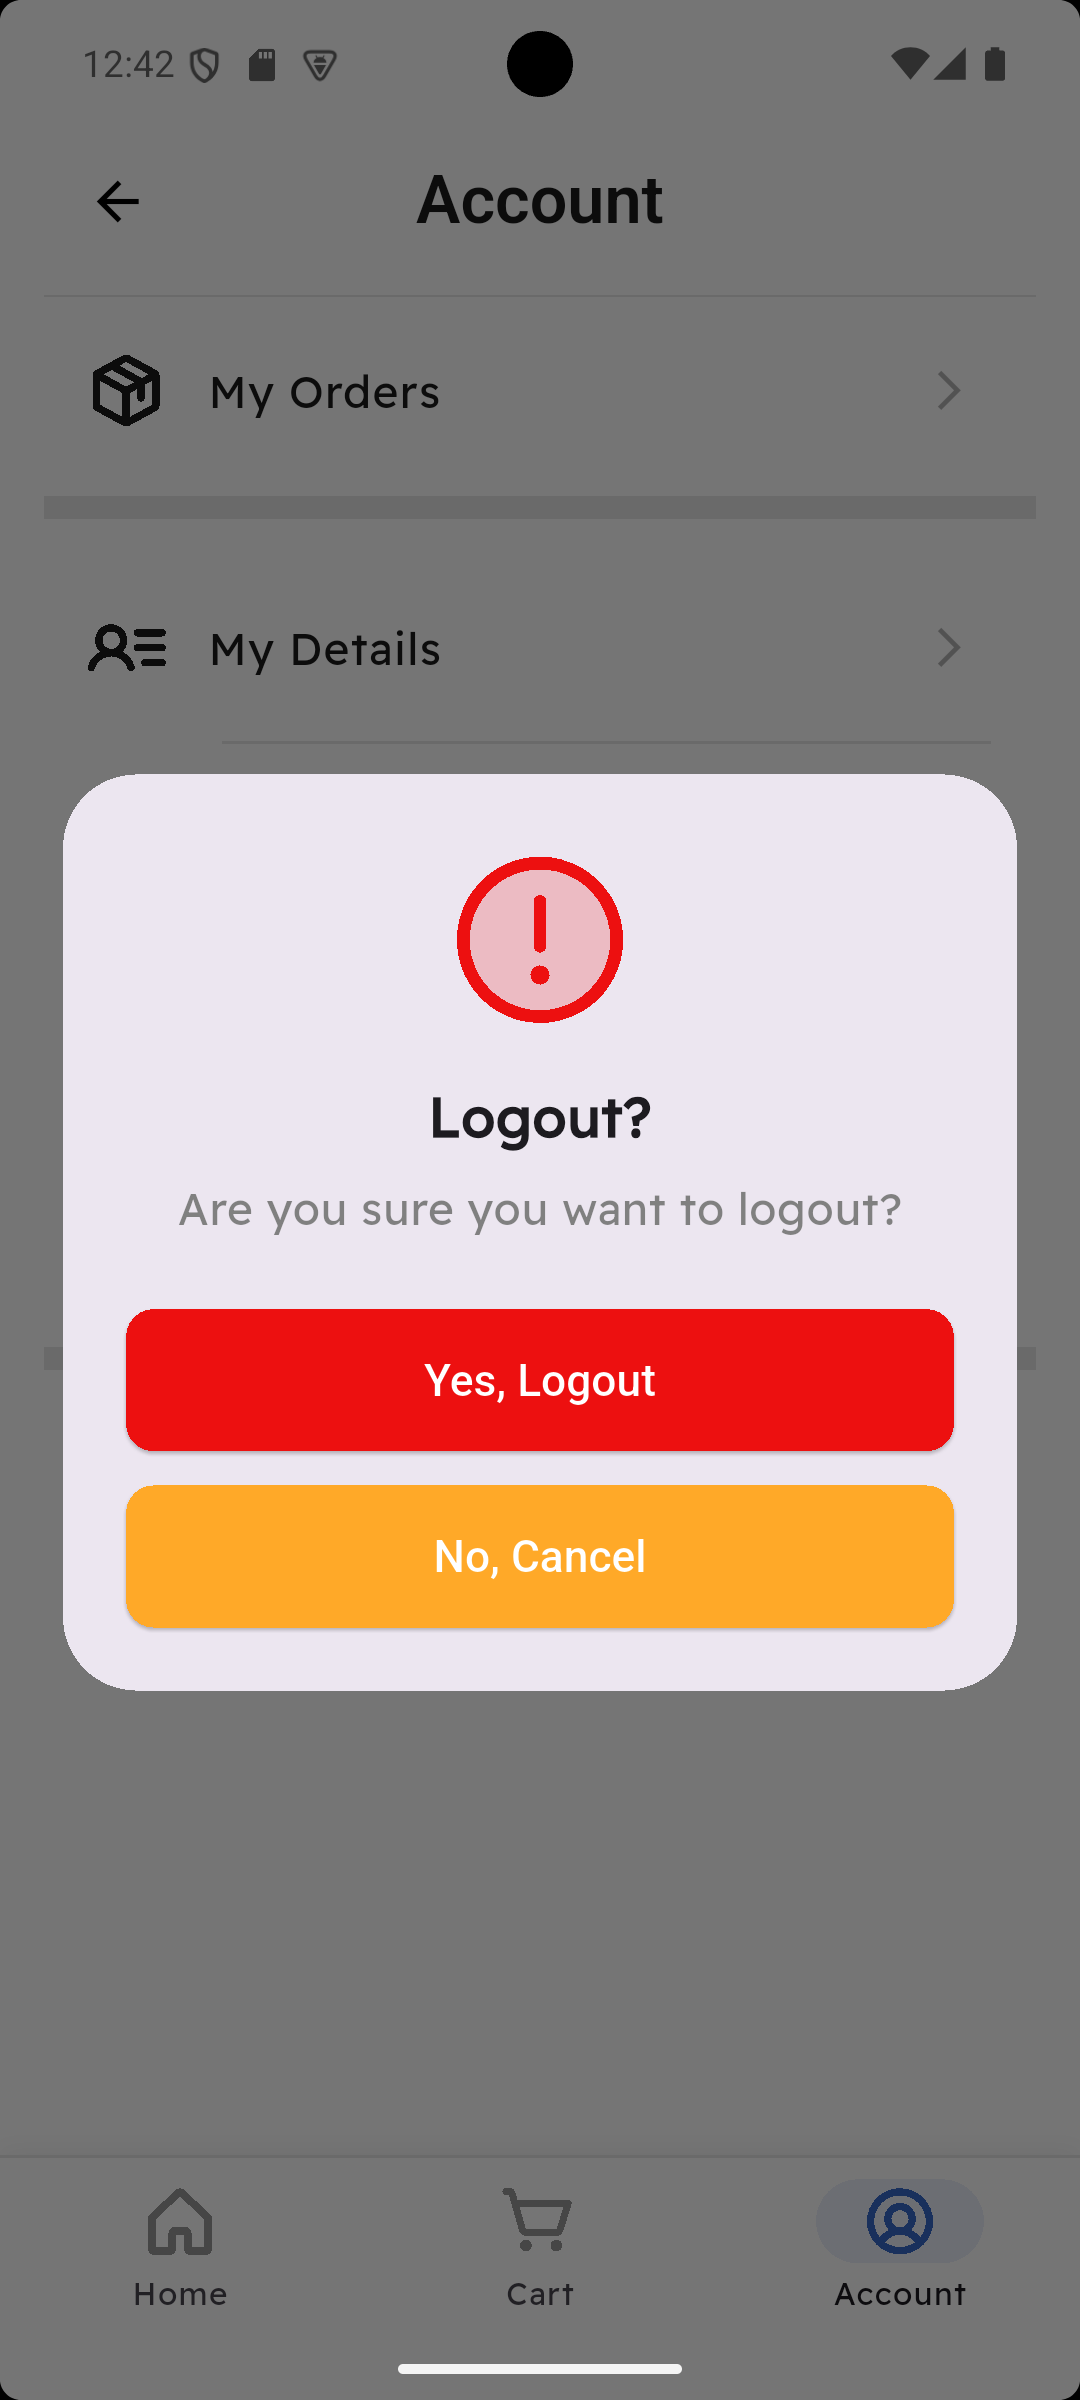 12:42
Account
My Orders
My Details
Logout?
Are you sure you want to logout?
Yes, Logout
No, Cancel
Home
Cart
Account